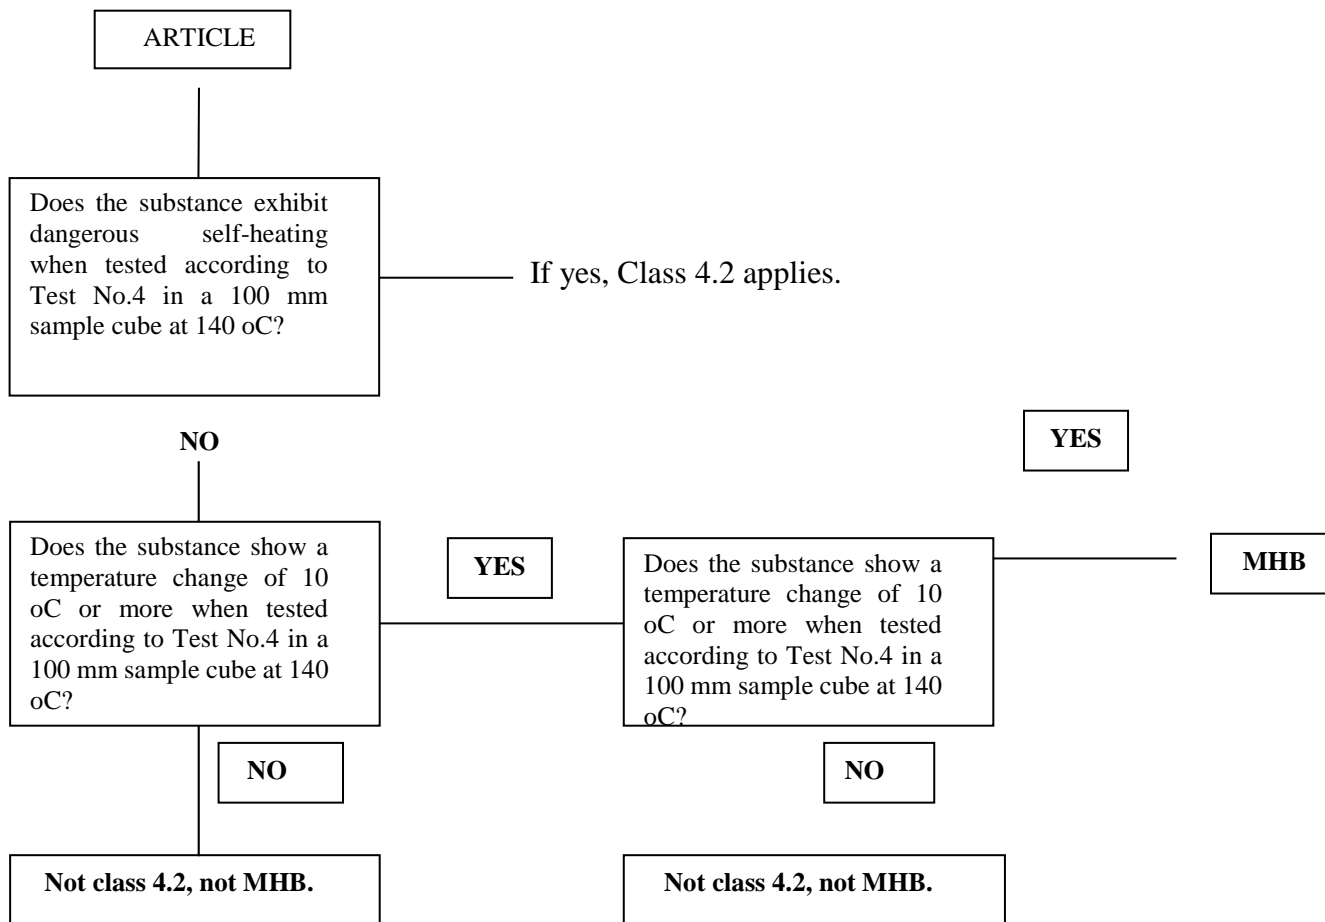 ARTICLE
Does the substance exhibit
dangerous self-heating
when tested according to
Test No.4 in a 100 mm
sample cube at 140 oC?
If yes, Class 4.2 applies.
NO
YES
Does the substance show a
temperature change of 10
oC or more when tested
according to Test No.4 in a
100 mm sample cube at 140
oC?
YES
Does the substance show a
temperature change of 10
oC or more when tested
according to Test No.4 in a
100 mm sample cube at 140
oC?
MHB
NO
NO
Not class 4.2, not MHB.
Not class 4.2, not MHB.